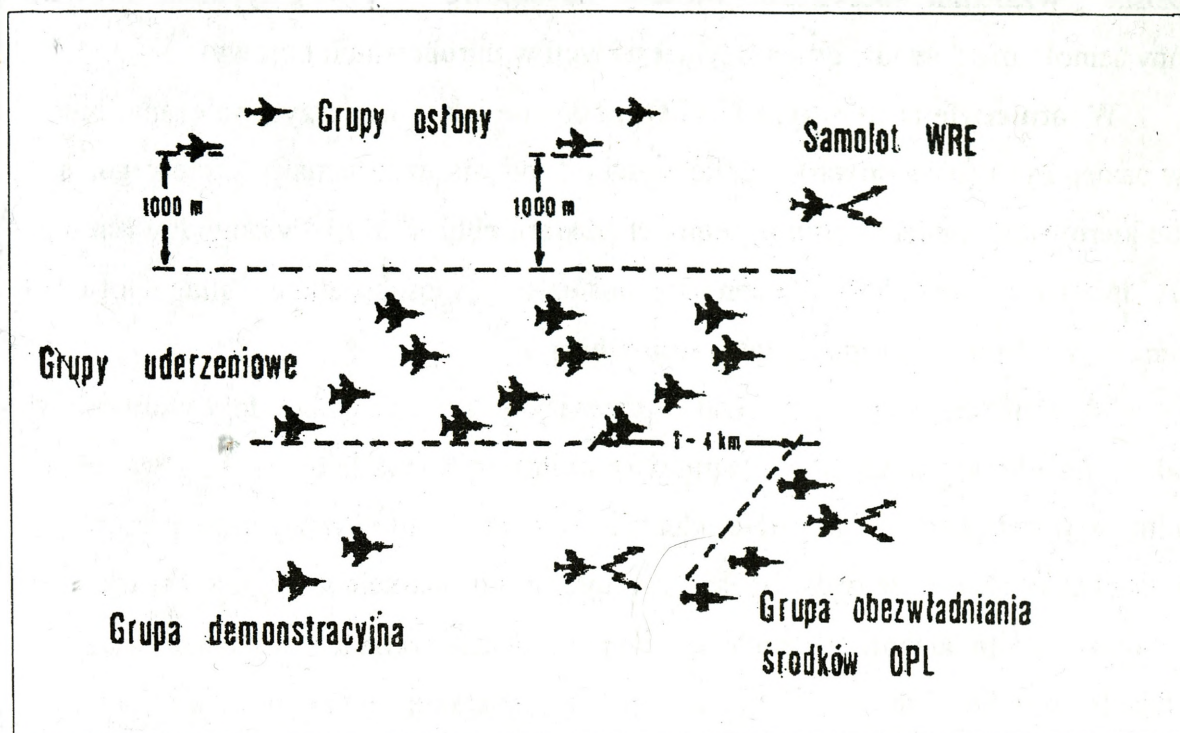 Grupy osłony
Samolot WRE
1000 m
1000 m
Grupy uderzeniowe
1 - 4 km
Grupa demonstracyjna
Grupa obezwładniania
środków OPL